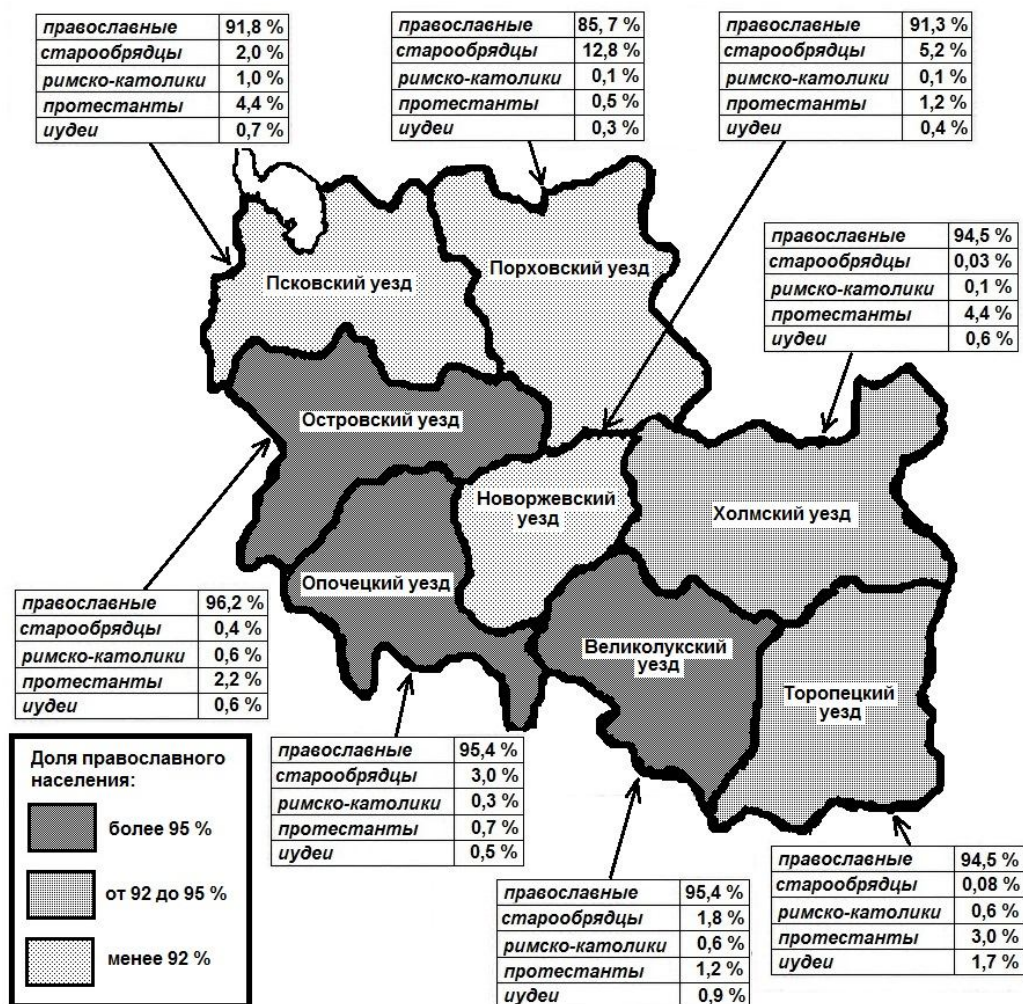 православные 91,8 %
старообрядцы 2,0 %
римско-католики 1,0 %
протестанты 4,4 %
иудеи 0,7 %
православные 85, 7 %
старообрядцы 12,8 %
римско-католики 0,1 %
протестанты 0,5 %
иудеи 0,3 %
православные 91,3 %
старообрядцы 5,2 %
римско-католики 0,1 %
протестанты 1,2 %
иудеи 0,4 %
православные 94,5 %
старообрядцы 0,03 %
римско-католики 0,1 %
протестанты 4,4 %
иудеи 0,6 %
Псковский уезд
Порховский уезд
Островский уезд
Новоржевский
уезд
Холмский уезд
Опочецкий уезд
Великолукский
уезд
Торопецкий
уезд
православные 96,2 %
старообрядцы 0,4 %
римско-католики 0,6 %
протестанты 2,2 %
иудеи 0,6 %
православные 95,4 %
старообрядцы 3,0 %
римско-католики 0,3 %
протестанты 0,7 %
иудеи 0,5 %
православные 95,4 %
старообрядцы 1,8 %
римско-католики 0,6 %
протестанты 1,2 %
иудеи 0,9 %
православные 94,5 %
старообрядцы 0,08 %
римско-католики 0,6 %
протестанты 3,0 %
иудеи 1,7 %
Доля православного
населения:
более 95 %
от 92 до 95 %
менее 92 %